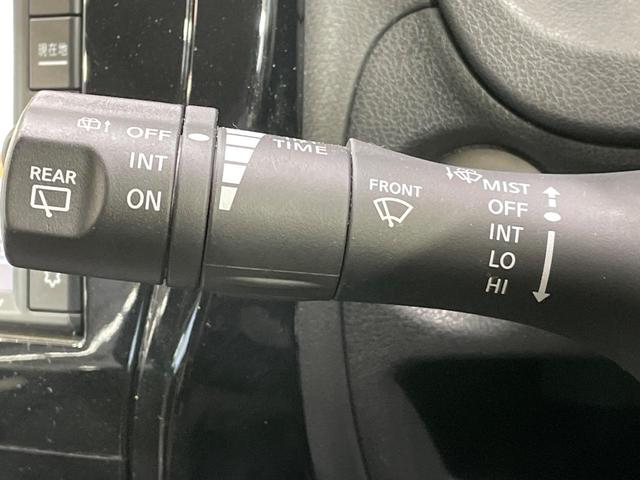 現在地
OFF
INT
ON
REAR
TIME
FRONT
MIST
OFF
INT
LO
HI